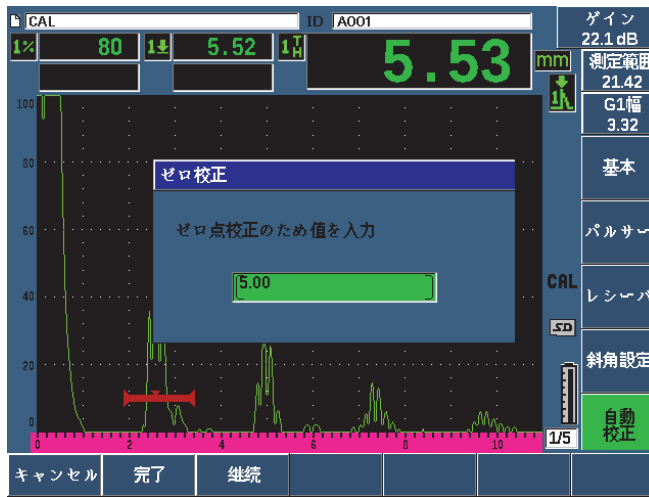 CAL ID A001
1% 80 1 5.52 1 T/H 5.53 mm
ゲイン
22.1 dB
測定範囲
21.42
G1幅
3.32
基本
パルサー
レシーバ
斜角設定
自動
校正
100
80
60
40
20
0
0 2 4 6 8 10
ゼロ校正
ゼロ点校正のため値を入力
5.00
1
CAL
SD
1/5
キャンセル 完了 継続